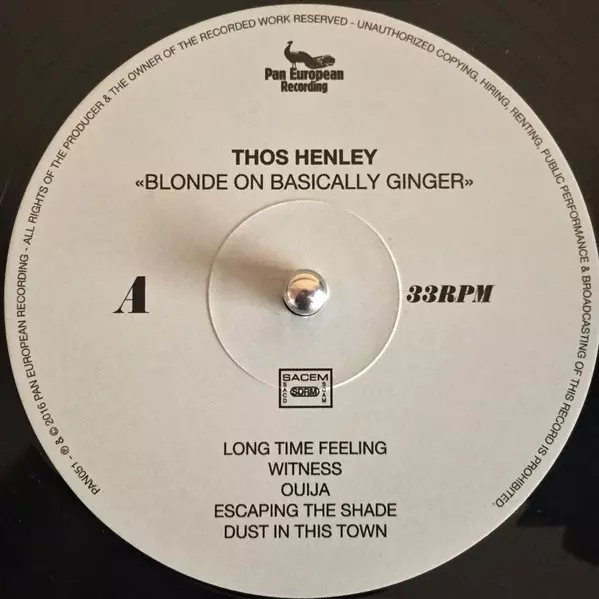 Pan European
Recording
THOS HENLEY
«BLONDE ON BASICALLY GINGER»
A
33RPM
SACEM
SACD
SDRM
SGAM
LONG TIME FEELING
WITNESS
OUIJA
ESCAPING THE SHADE
DUST IN THIS TOWN
PAN051 - ℗ & © 2016 PAN EUROPEAN RECORDING - ALL RIGHTS OF THE PRODUCER & THE OWNER OF THE RECORDED WORK RESERVED - UNAUTHORIZED COPYING, HIRING, RENTING, PUBLIC PERFORMANCE & BROADCASTING OF THIS RECORD IS PROHIBITED.